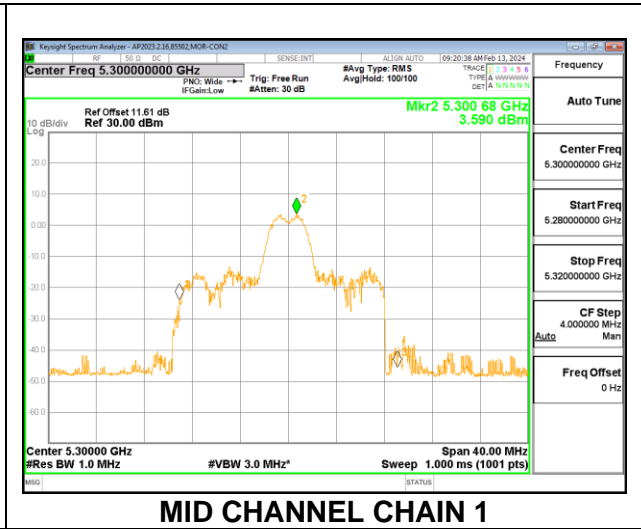 Keysight Spectrum Analyzer - AP2023.2.16,85502,MOR-CON2
RF 50 Ω DC SENSE:INT ALIGN AUTO 09:20:38 AM Feb 13, 2024
Center Freq 5.300000000 GHz
PNO: Wide
IFGain:Low
Trig: Free Run
#Atten: 30 dB
#Avg Type: RMS
Avg|Hold: 100/100
TRACE 1 2 3 4 5 6
TYPE A WWWWW
DET A N N N N N
Ref Offset 11.61 dB
10 dB/div Ref 30.00 dBm
Log
Mkr2 5.300 68 GHz
3.590 dBm
20.0
10.0
0.00
-10.0
-20.0
-30.0
-40.0
-50.0
-60.0
2
3
Center 5.30000 GHz Span 40.00 MHz
#Res BW 1.0 MHz #VBW 3.0 MHz* Sweep 1.000 ms (1001 pts)
MSG STATUS
Frequency
Auto Tune
Center Freq
5.300000000 GHz
Start Freq
5.280000000 GHz
Stop Freq
5.320000000 GHz
CF Step
4.000000 MHz
Auto Man
Freq Offset
0 Hz
MID CHANNEL CHAIN 1